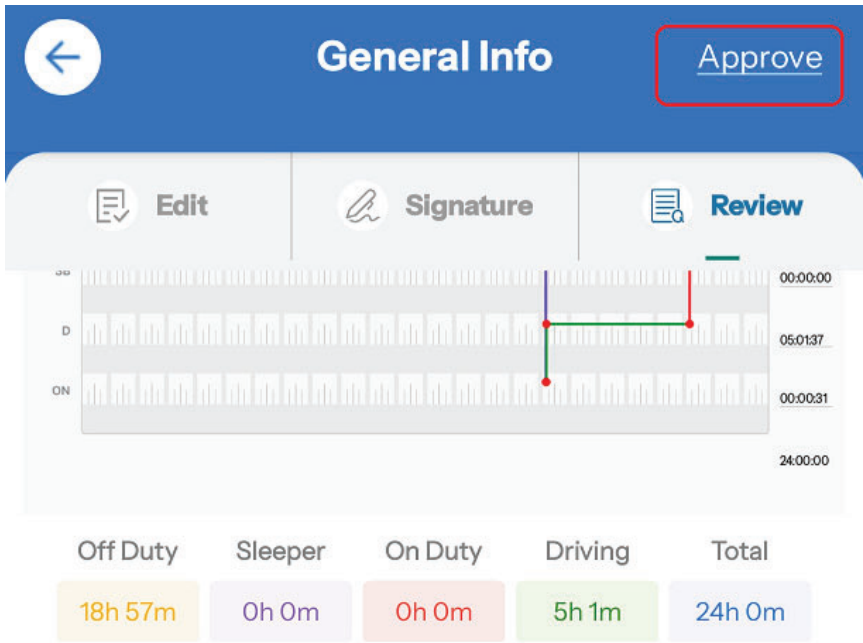 General Info
Approve
Edit
Signature
Review
00:00:00
D
05:01:37
ON
00:00:31
24:00:00
Off Duty
Sleeper
On Duty
Driving
Total
18h 57m
0h 0m
0h 0m
5h 1m
24h 0m